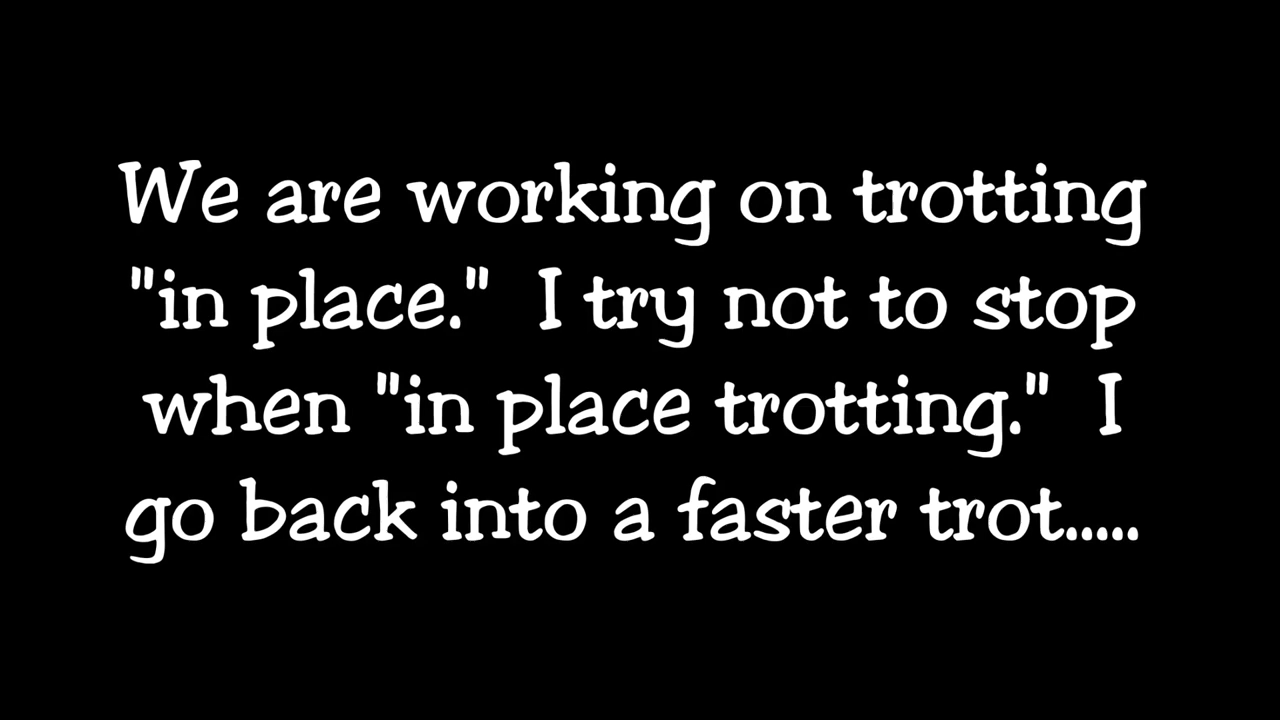 We are working on trotting
"in place."  I try not to stop
when "in place trotting."  I
go back into a faster trot.....